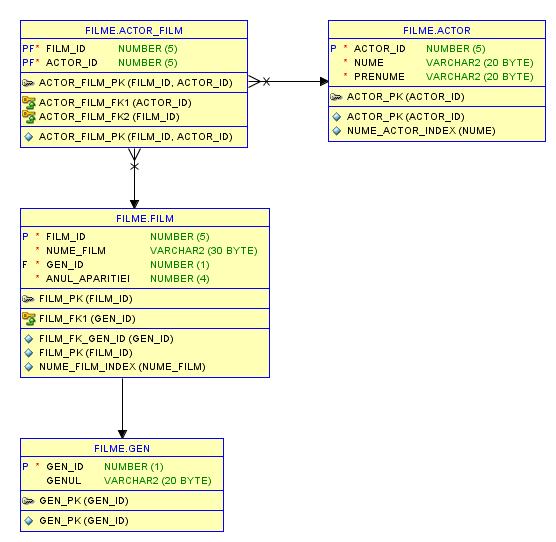 FILME.ACTOR_FILM
PF* FILM_ID NUMBER (5)
PF* ACTOR_ID NUMBER (5)
ACTOR_FILM_PK (FILM_ID, ACTOR_ID)
ACTOR_FILM_FK1 (ACTOR_ID)
ACTOR_FILM_FK2 (FILM_ID)
ACTOR_FILM_PK (FILM_ID, ACTOR_ID)
FILME.ACTOR
P * ACTOR_ID NUMBER (5)
* NUME VARCHAR2 (20 BYTE)
* PRENUME VARCHAR2 (20 BYTE)
ACTOR_PK (ACTOR_ID)
ACTOR_PK (ACTOR_ID)
NUME_ACTOR_INDEX (NUME)
FILME.FILM
P * FILM_ID NUMBER (5)
* NUME_FILM VARCHAR2 (30 BYTE)
F * GEN_ID NUMBER (1)
* ANUL_APARITIEI NUMBER (4)
FILM_PK (FILM_ID)
FILM_FK1 (GEN_ID)
FILM_FK_GEN_ID (GEN_ID)
FILM_PK (FILM_ID)
NUME_FILM_INDEX (NUME_FILM)
FILME.GEN
P * GEN_ID NUMBER (1)
GENUL VARCHAR2 (20 BYTE)
GEN_PK (GEN_ID)
GEN_PK (GEN_ID)